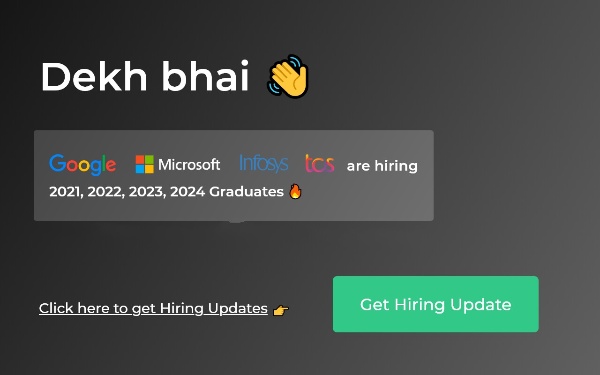 Dekh bhai 👋
Google Microsoft Infosys tcs are hiring
2021, 2022, 2023, 2024 Graduates 🔥
Click here to get Hiring Updates 👉
Get Hiring Update